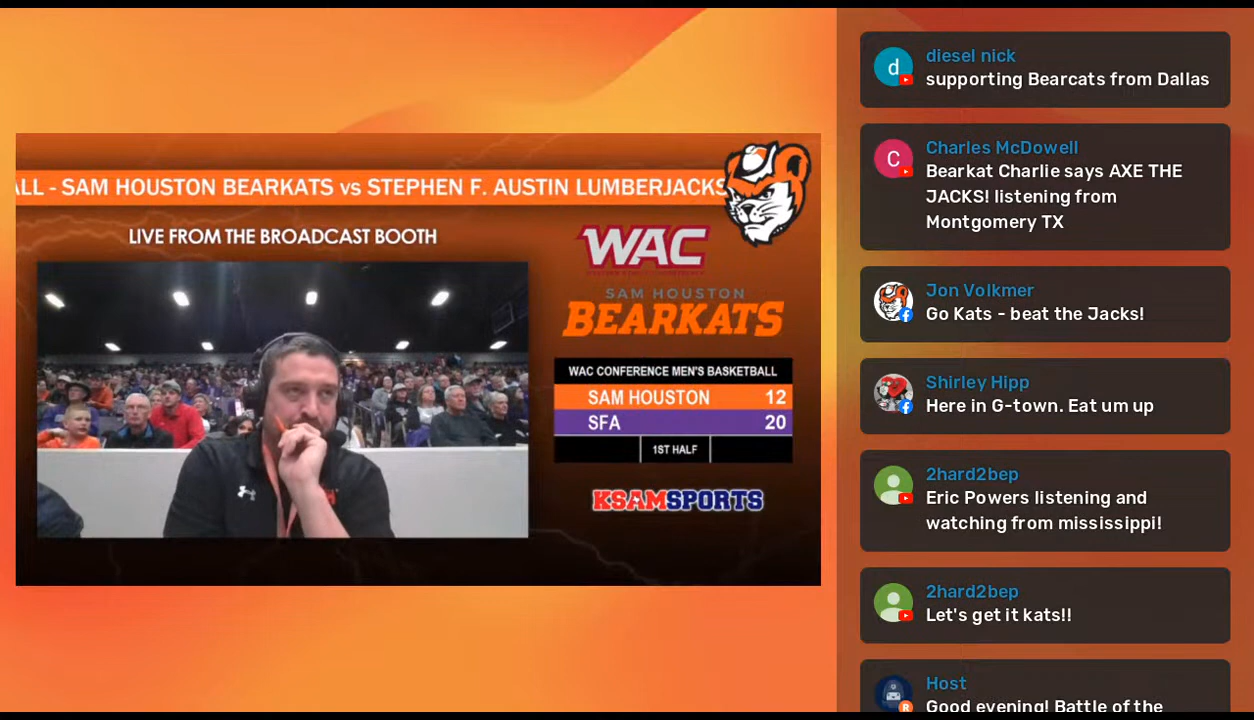 ALL - SAM HOUSTON BEARKATS vs STEPHEN F. AUSTIN LUMBERJACKS
LIVE FROM THE BROADCAST BOOTH
WAC
SAM HOUSTON
BEARKATS
WAC CONFERENCE MEN'S BASKETBALL
SAM HOUSTON 12
SFA 20
1ST HALF
KSAMSPORTS
d
diesel nick
supporting Bearcats from Dallas
C
Charles McDowell
Bearkat Charlie says AXE THE
JACKS! listening from
Montgomery TX
Jon Volkmer
Go Kats - beat the Jacks!
Shirley Hipp
Here in G-town. Eat um up
2hard2bep
Eric Powers listening and
watching from mississippi!
2hard2bep
Let's get it kats!!
Host
Good evening! Battle of the